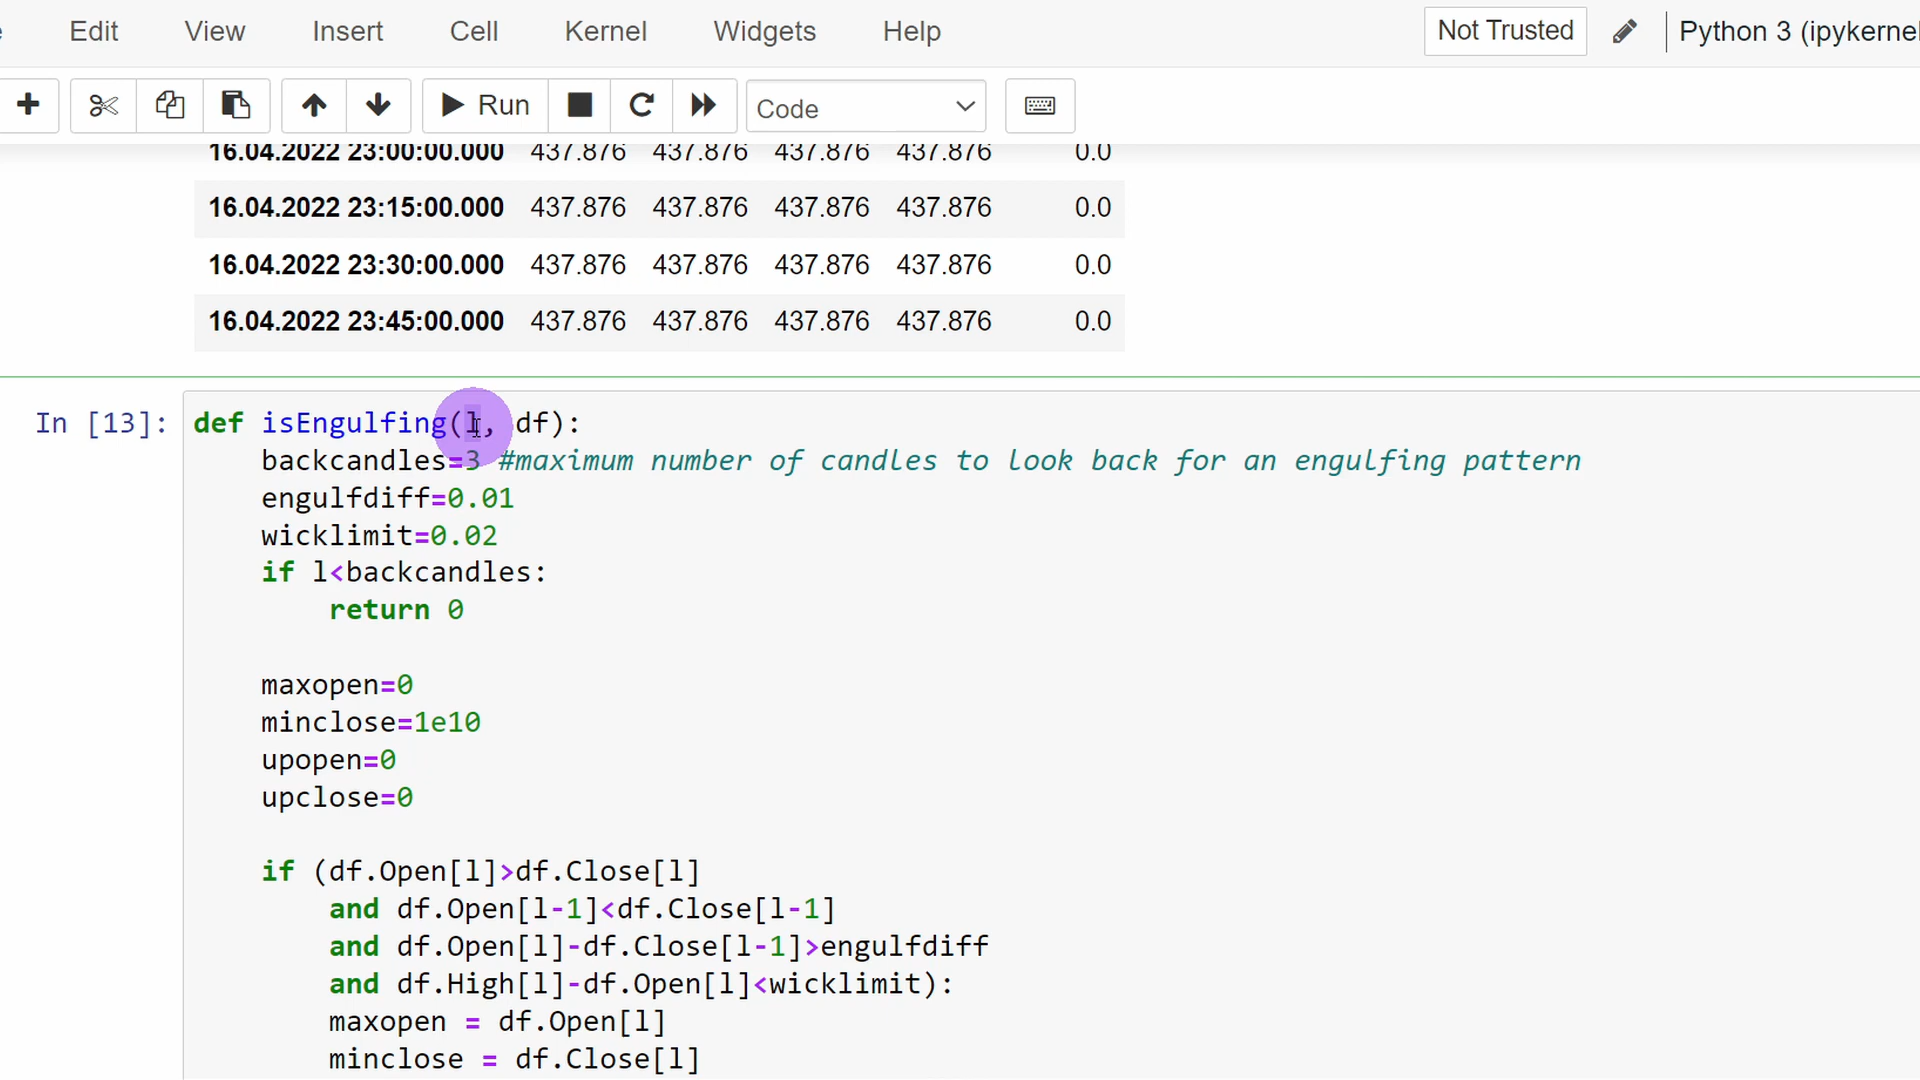 Edit View Insert Cell Kernel Widgets Help Not Trusted Python 3 (ipykerne
Run Code
16.04.2022 23:00:00.000 437.876 437.876 437.876 437.876 0.0
16.04.2022 23:15:00.000 437.876 437.876 437.876 437.876 0.0
16.04.2022 23:30:00.000 437.876 437.876 437.876 437.876 0.0
16.04.2022 23:45:00.000 437.876 437.876 437.876 437.876 0.0
In [13]: def isEngulfing(l, df):
backcandles=3 #maximum number of candles to look back for an engulfing pattern
engulfdiff=0.01
wicklimit=0.02
if l<backcandles:
return 0
maxopen=0
minclose=1e10
upopen=0
upclose=0
if (df.Open[l]>df.Close[l]
and df.Open[l-1]<df.Close[l-1]
and df.Open[l]-df.Close[l-1]>engulfdiff
and df.High[l]-df.Open[l]<wicklimit):
maxopen = df.Open[l]
minclose = df.Close[l]